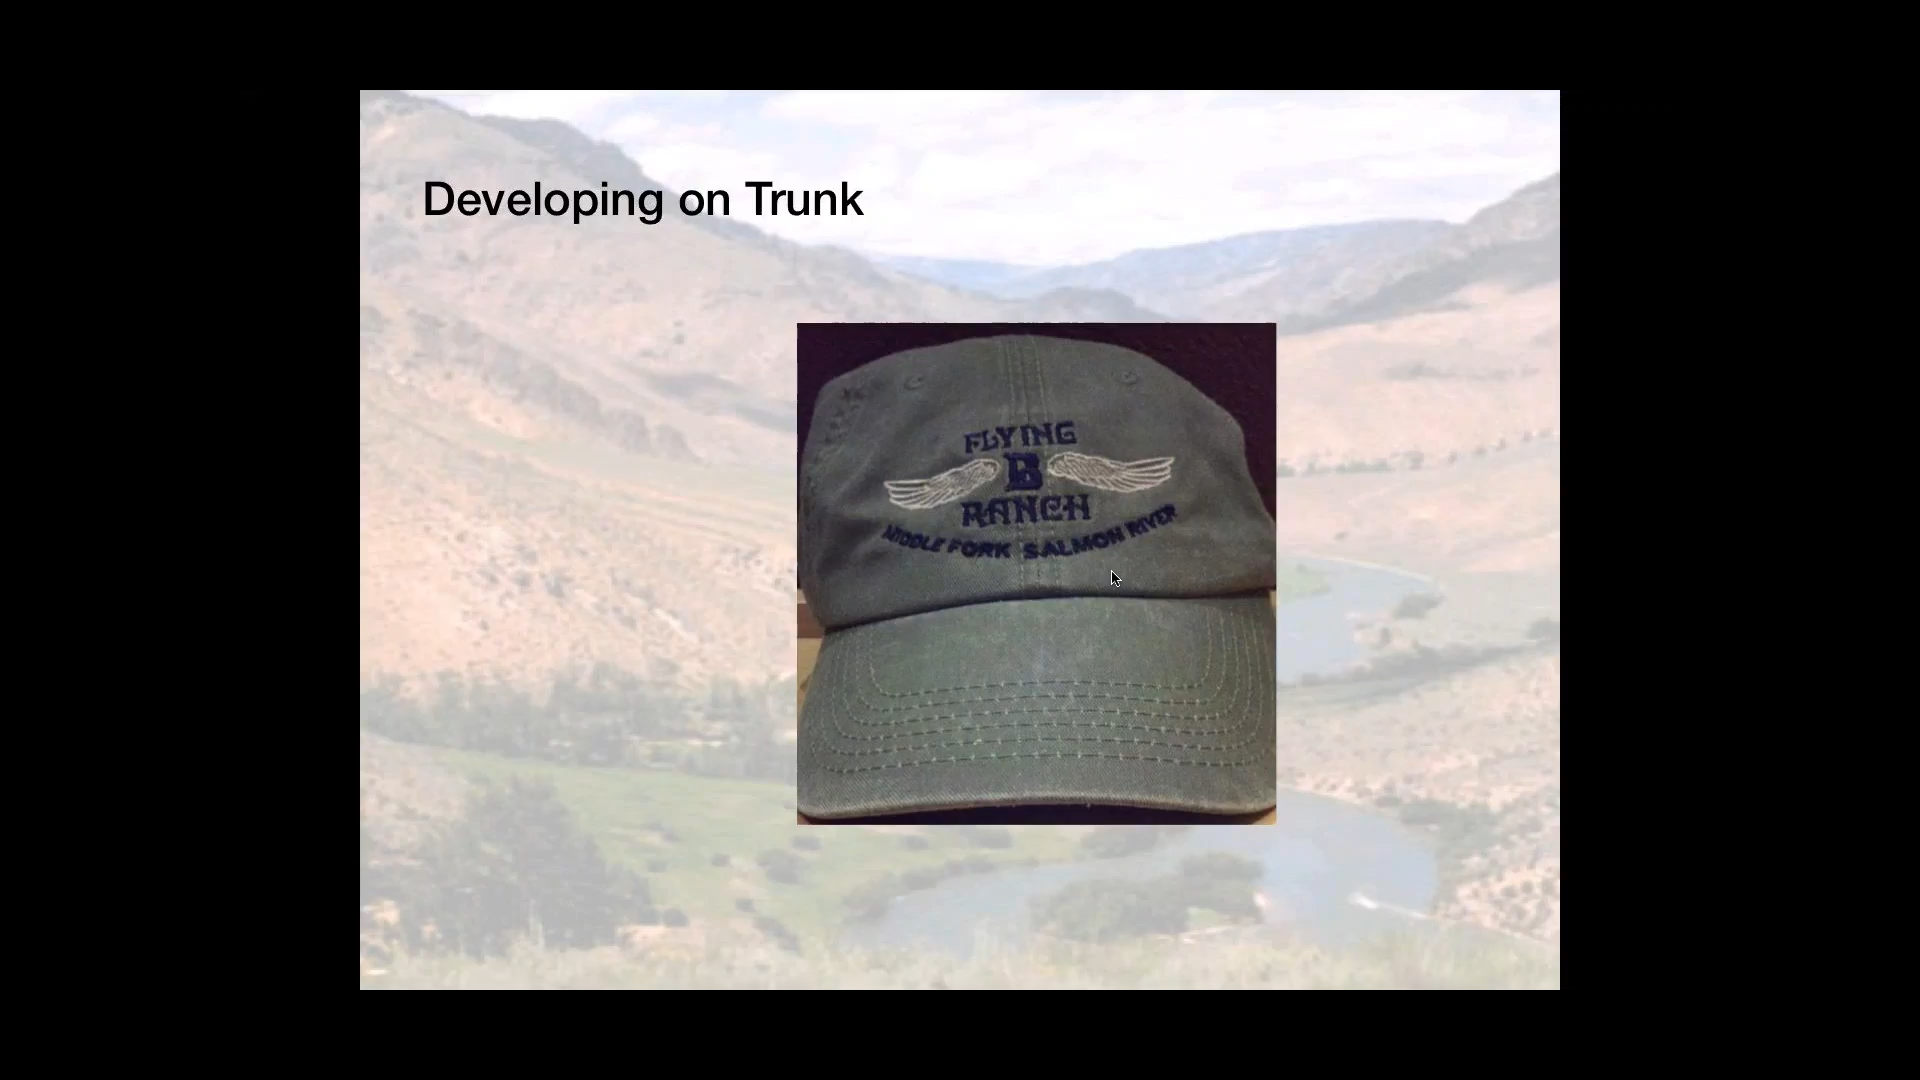 Developing on Trunk
FLYING
B
RANCH
MIDDLE FORK SALMON RIVER